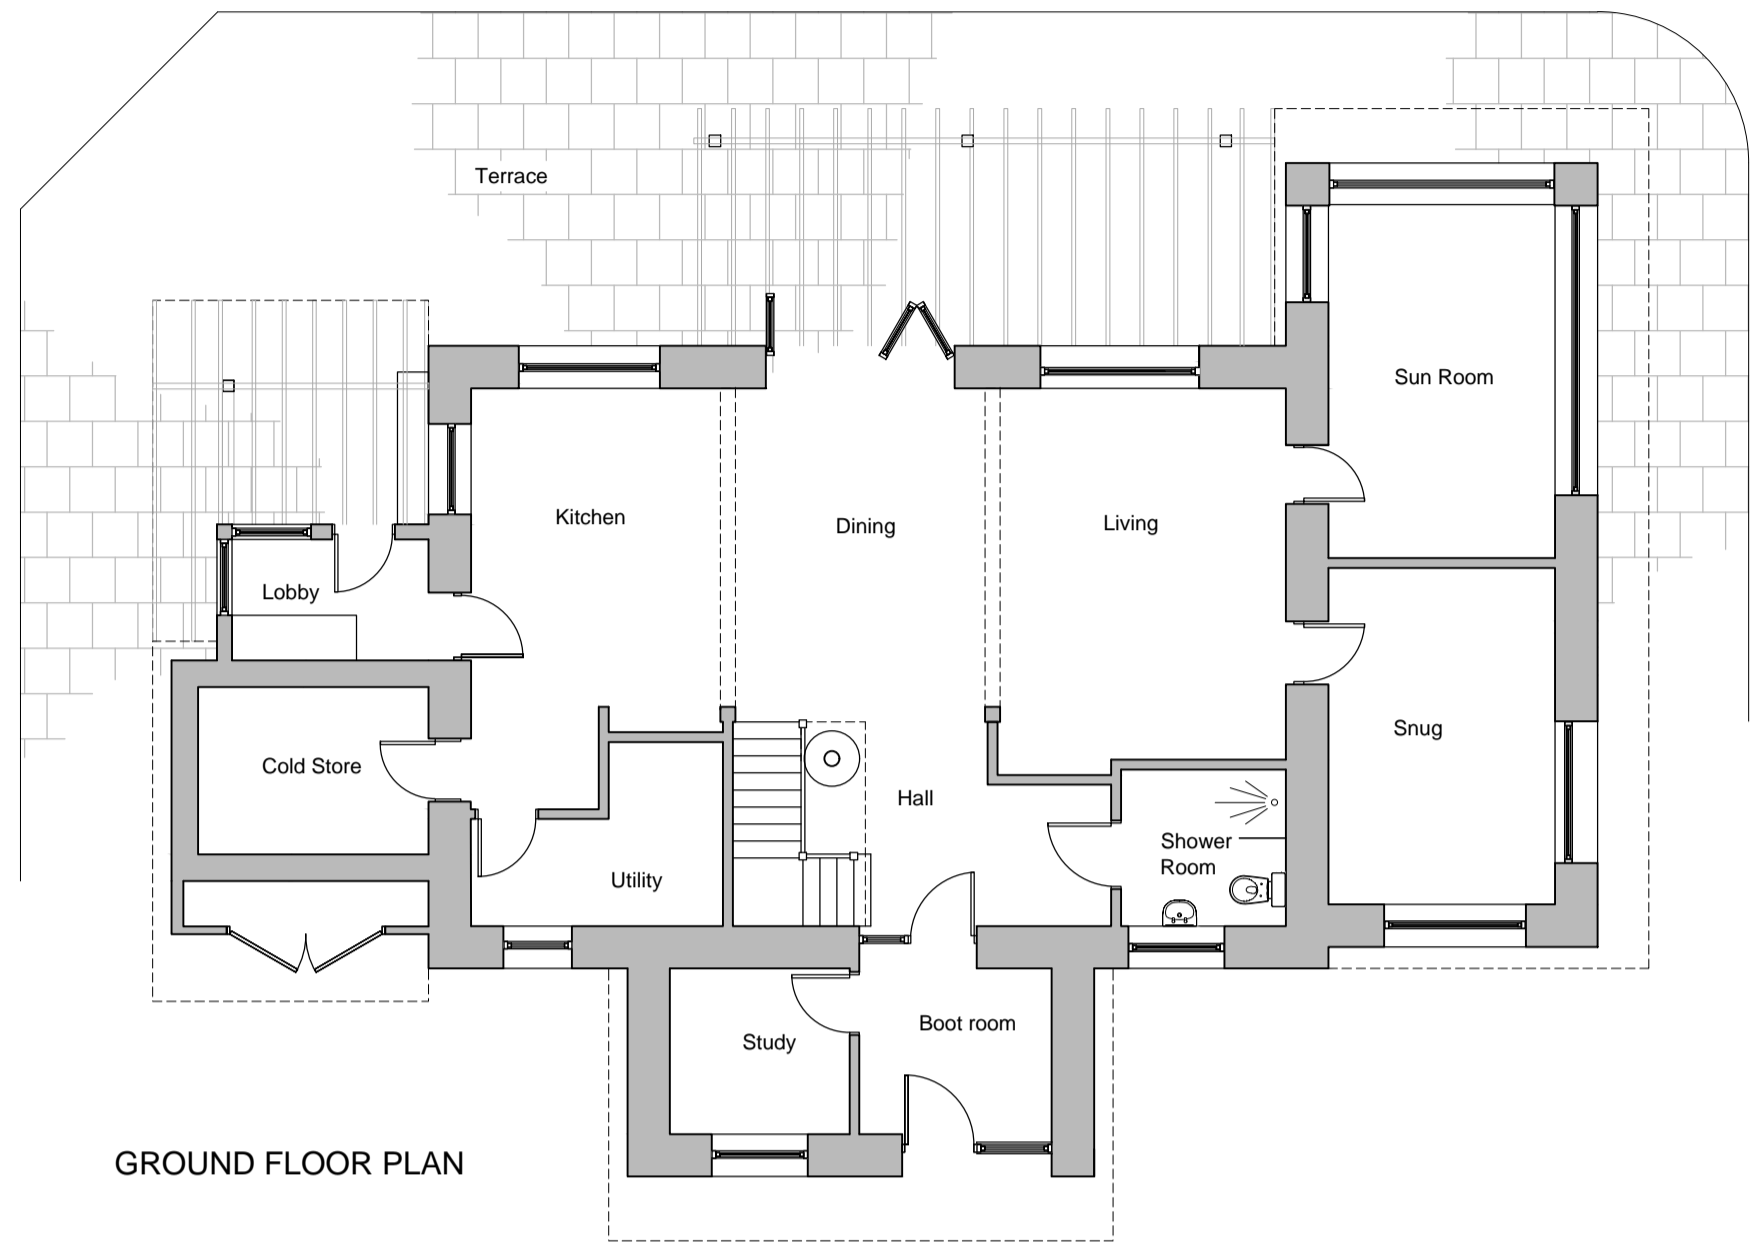 Terrace
Sun Room
Kitchen
Dining
Living
Lobby
Snug
Cold Store
Hall
Shower
Room
Utility
Boot room
Study
GROUND FLOOR PLAN